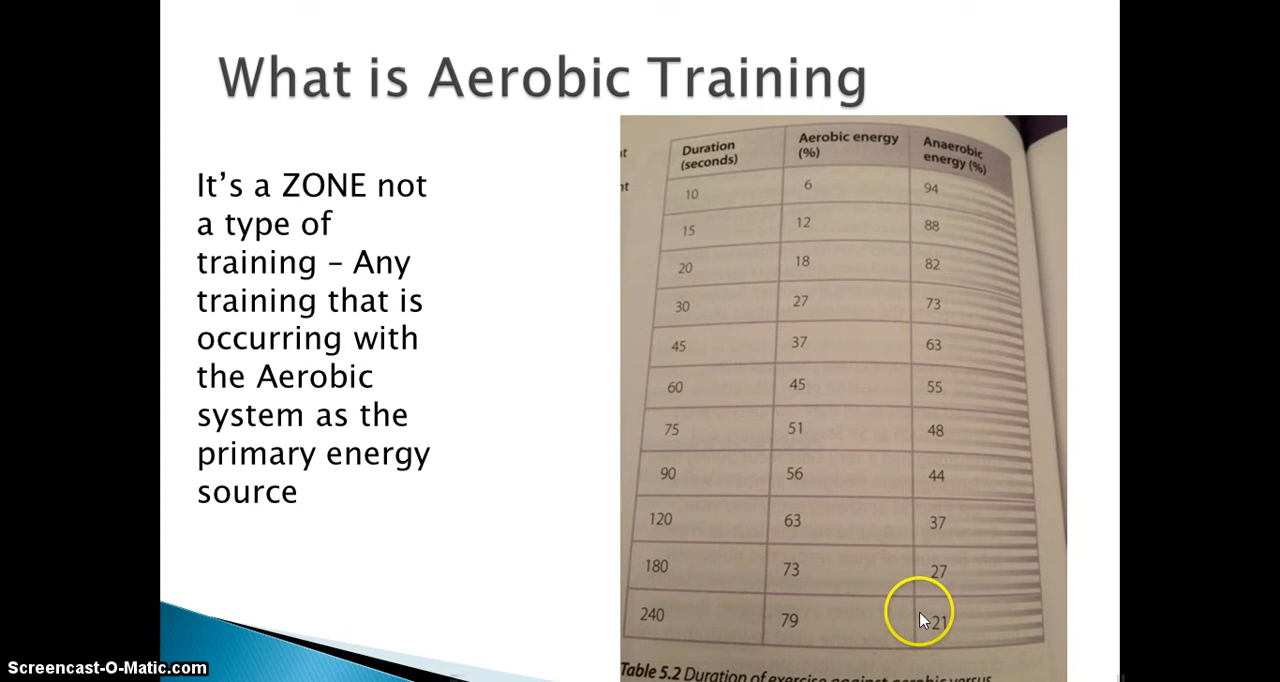 What is Aerobic Training
It's a ZONE not
a type of
training – Any
training that is
occurring with
the Aerobic
system as the
primary energy
source
Duration (seconds) Aerobic energy (%) Anaerobic energy (%)
10 6 94
15 12 88
20 18 82
30 27 73
45 37 63
60 45 55
75 51 48
90 56 44
120 63 37
180 73 27
240 79 21
Table 5.2 Duration of exercise against aerobic versus
Screencast-O-Matic.com